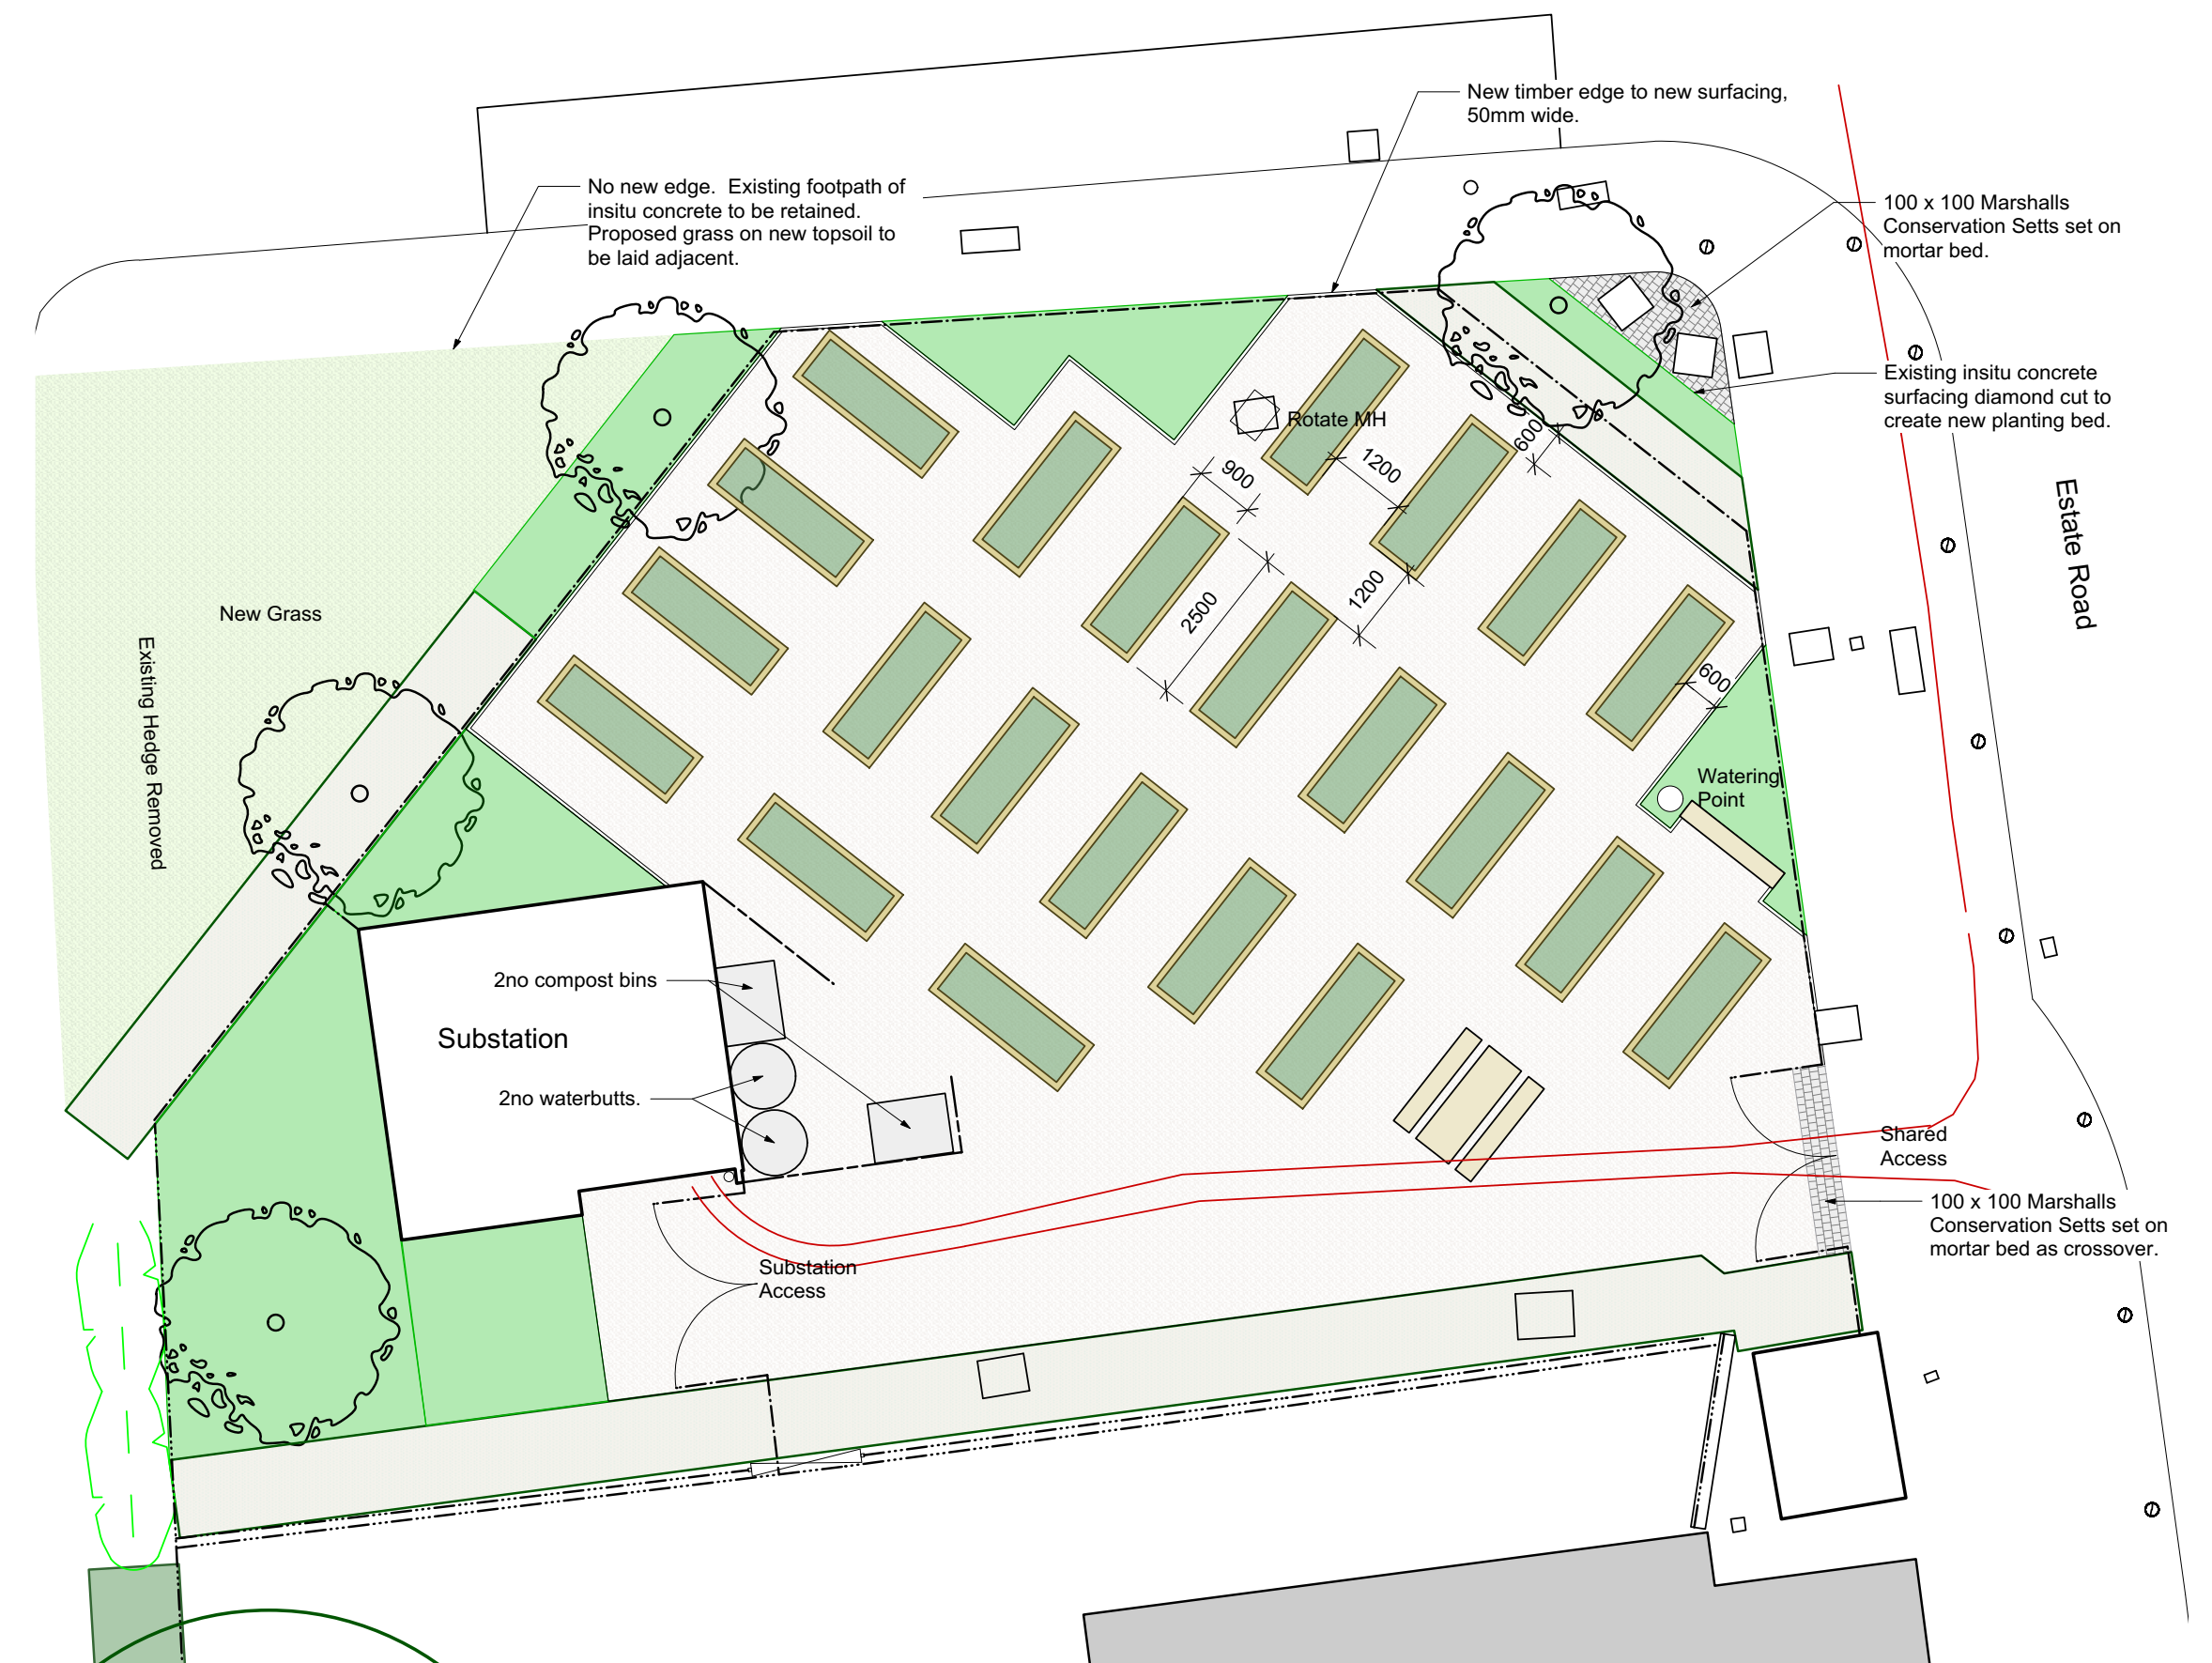 New timber edge to new surfacing,
50mm wide.
No new edge.  Existing footpath of
insitu concrete to be retained.
Proposed grass on new topsoil to
be laid adjacent.
100 x 100 Marshalls
Conservation Setts set on
mortar bed.
Existing insitu concrete
surfacing diamond cut to
create new planting bed.
Rotate MH
600
900
1200
2500
1200
600
Estate Road
New Grass
Existing Hedge Removed
Watering
Point
2no compost bins
Substation
2no waterbutts.
Shared
Access
100 x 100 Marshalls
Conservation Setts set on
mortar bed as crossover.
Substation
Access